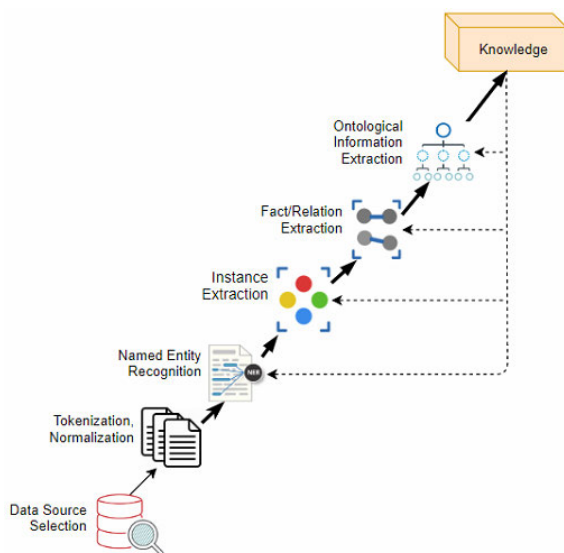 Knowledge
Ontological
Information
Extraction
Fact/Relation
Extraction
Instance
Extraction
Named Entity
Recognition
NER
Tokenization,
Normalization
Data Source
Selection